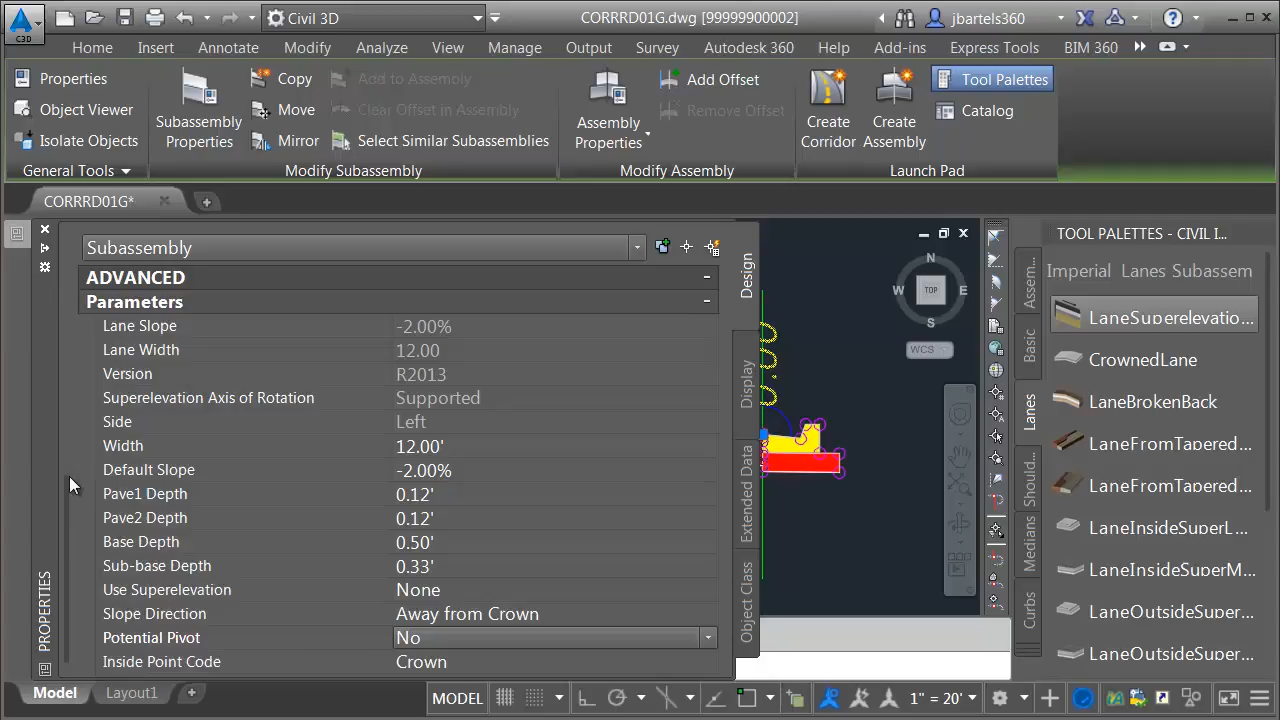 C3D
Civil 3D
CORRRD01G.dwg [99999900002]
jbartels360
Home
Insert
Annotate
Modify
Analyze
View
Manage
Output
Survey
Autodesk 360
Help
Add-ins
Express Tools
BIM 360
Properties
Object Viewer
Isolate Objects
General Tools
Subassembly
Properties
Copy
Move
Mirror
Add to Assembly
Clear Offset in Assembly
Select Similar Subassemblies
Modify Subassembly
Assembly
Properties
Add Offset
Remove Offset
Modify Assembly
Create
Corridor
Create
Assembly
Tool Palettes
Catalog
Launch Pad
CORRRD01G*
Subassembly
ADVANCED
Parameters
Lane Slope -2.00%
Lane Width 12.00
Version R2013
Superelevation Axis of Rotation Supported
Side Left
Width 12.00'
Default Slope -2.00%
Pave1 Depth 0.12'
Pave2 Depth 0.12'
Base Depth 0.50'
Sub-base Depth 0.33'
Use Superelevation None
Slope Direction Away from Crown
Potential Pivot No
Inside Point Code Crown
PROPERTIES
Design
Display
Extended Data
Object Class
N
W
TOP
E
S
WCS
Assem...
Basic
Lanes
Should...
Medians
Curbs
TOOL PALETTES - CIVIL I...
Imperial Lanes Subassem
LaneSuperelevatio...
CrownedLane
LaneBrokenBack
LaneFromTapered...
LaneFromTapered...
LaneInsideSuperL...
LaneInsideSuperM...
LaneOutsideSuper...
LaneOutsideSuper...
Model
Layout1
MODEL
1" = 20'